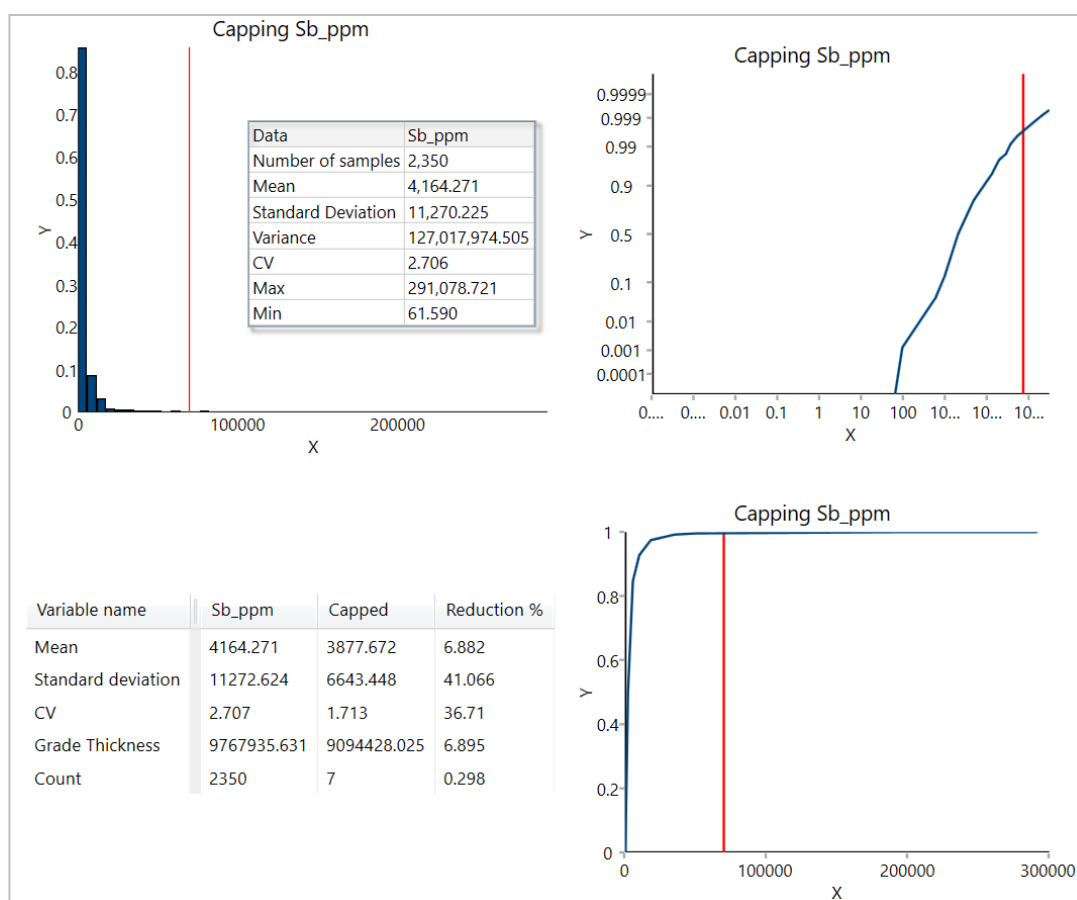 Capping Sb_ppm
0.8
0.7
0.6
0.5
0.4
0.3
0.2
0.1
0
Y
0 100000 200000
X
Data Sb_ppm
Number of samples 2,350
Mean 4,164.271
Standard Deviation 11,270.225
Variance 127,017,974.505
CV 2.706
Max 291,078.721
Min 61.590
Capping Sb_ppm
0.9999
0.999
0.99
0.9
0.5
0.1
0.01
0.001
0.0001
Y
0.... 0.... 0.01 0.1 1 10 100 10... 10... 10...
X
Variable name Sb_ppm Capped Reduction %
Mean 4164.271 3877.672 6.882
Standard deviation 11272.624 6643.448 41.066
CV 2.707 1.713 36.71
Grade Thickness 9767935.631 9094428.025 6.895
Count 2350 7 0.298
Capping Sb_ppm
1
0.8
0.6
0.4
0.2
0
Y
0 100000 200000 300000
X